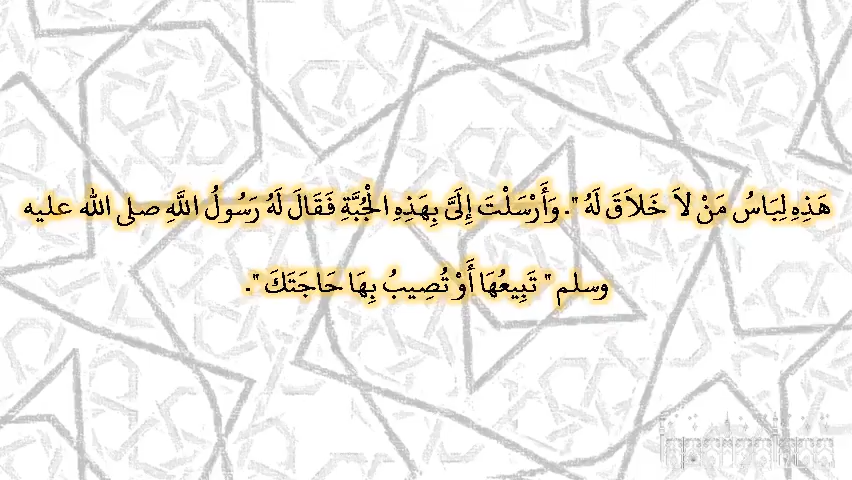 هَذِهِ لِبَاسُ مَنْ لاَ خَلاَقَ لَهُ ". وَأَرْسَلْتَ إِلَىَّ بِهَذِهِ الْجُبَّةِ فَقَالَ لَهُ رَسُولُ اللَّهِ صلى الله عليه
وسلم " تَبِيعُهَا أَوْ تُصِيبُ بِهَا حَاجَتَكَ ".